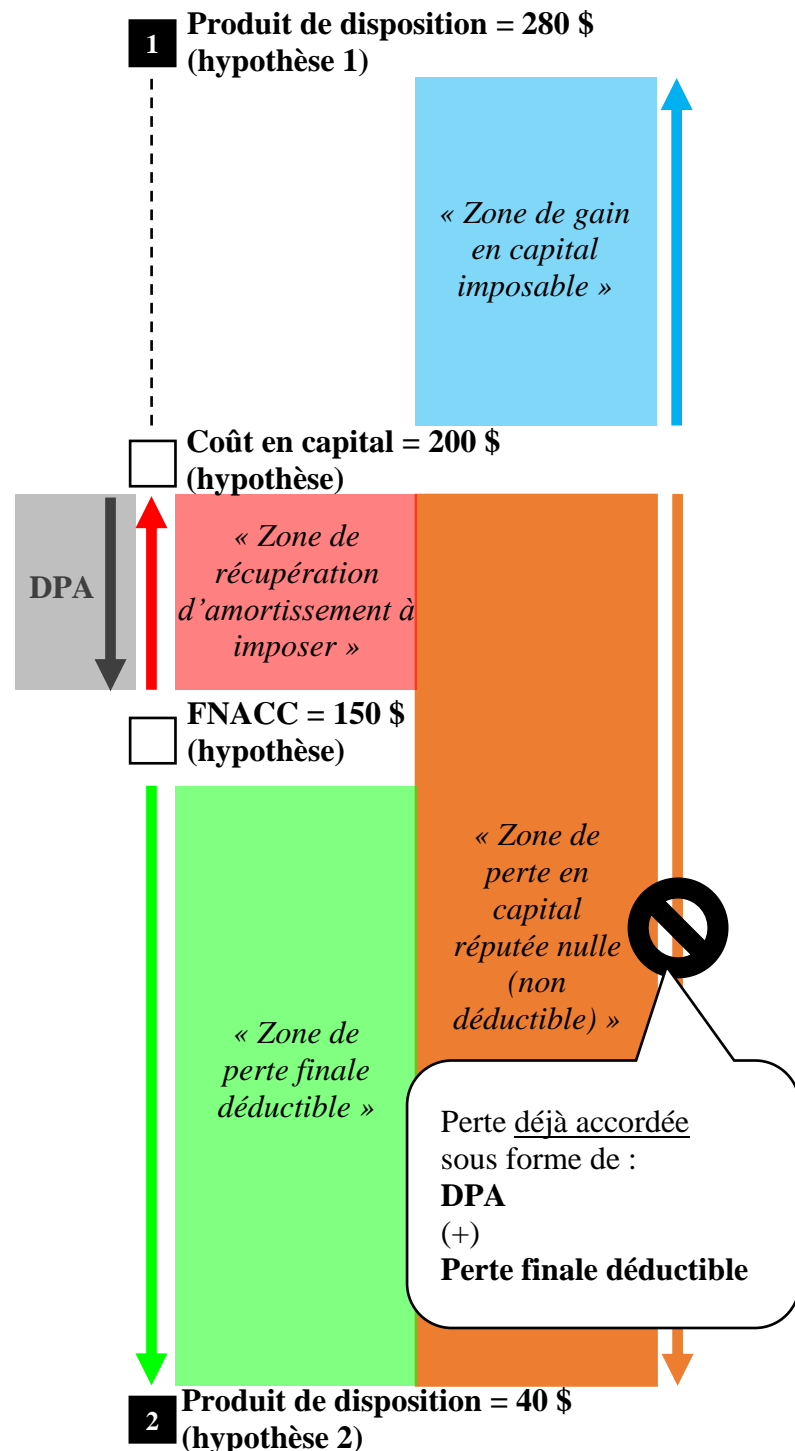 1
Produit de disposition = 280 $
(hypothèse 1)
« Zone de gain
en capital
imposable »
Coût en capital = 200 $
(hypothèse)
DPA
« Zone de
récupération
d’amortissement à
imposer »
FNACC = 150 $
(hypothèse)
« Zone de
perte en
capital
réputée nulle
(non
déductible) »
« Zone de
perte finale
déductible »
Perte déjà accordée
sous forme de :
DPA
(+)
Perte finale déductible
2
Produit de disposition = 40 $
(hypothèse 2)